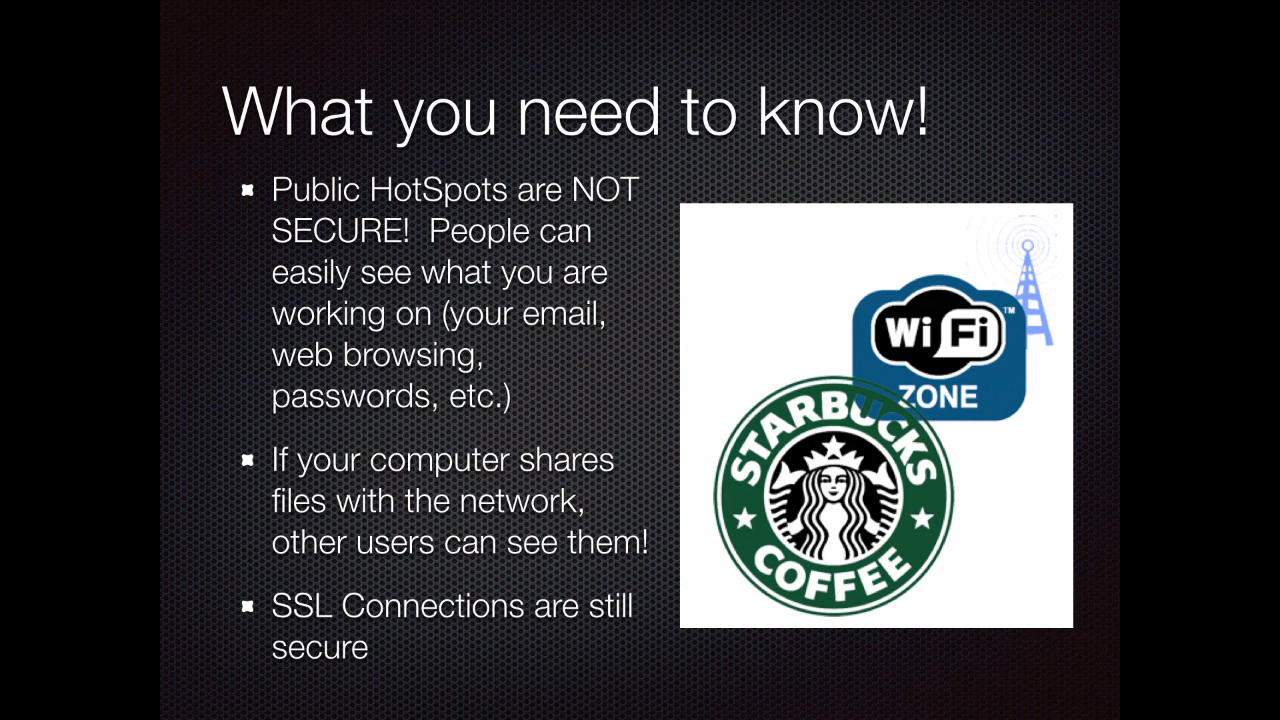 What you need to know!
Public HotSpots are NOT
SECURE!  People can
easily see what you are
working on (your email,
web browsing,
passwords, etc.)
If your computer shares
files with the network,
other users can see them!
SSL Connections are still
secure
Wi Fi TM
ZONE
STARBUCKS
COFFEE